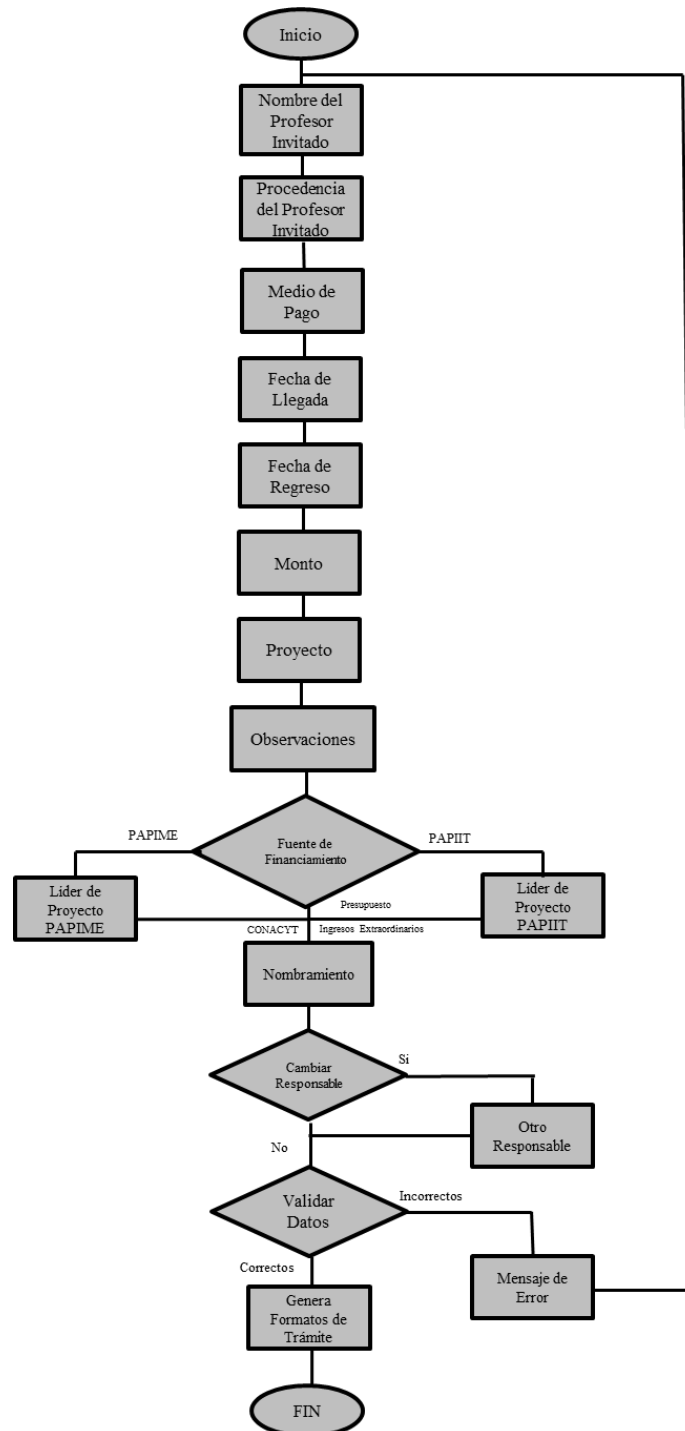 Inicio
Nombre del
Profesor
Invitado
Procedencia
del Profesor
Invitado
Medio de
Pago
Fecha de
Llegada
Fecha de
Regreso
Monto
Proyecto
Observaciones
PAPIME
Fuente de
Financiamiento
PAPIIT
Lider de
Proyecto
PAPIME
Lider de
Proyecto
PAPIIT
Presupuesto
CONACYT
Ingresos Extraordinarios
Nombramiento
Cambiar
Responsable
Si
Otro
Responsable
No
Validar
Datos
Incorrectos
Correctos
Mensaje de
Error
Genera
Formatos de
Trámite
FIN